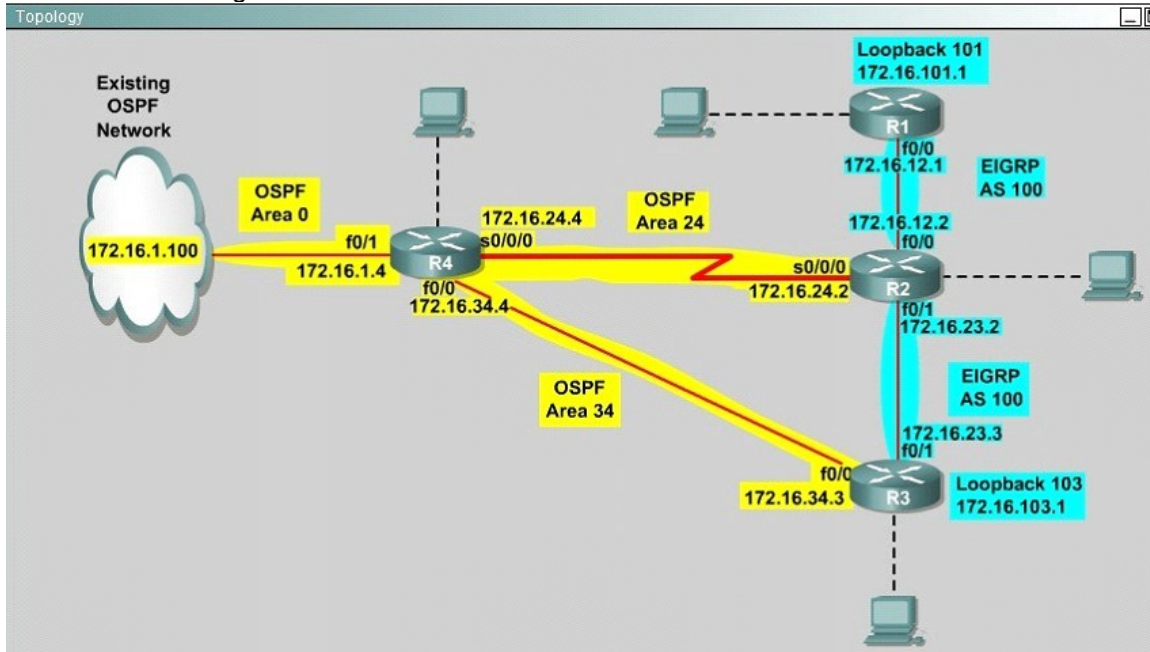 Topology
Loopback 101
172.16.101.1
Existing
OSPF
Network
R1
f0/0
172.16.12.1
EIGRP
AS 100
OSPF
Area 0
OSPF
Area 24
172.16.24.4
172.16.12.2
172.16.1.100
f0/1
s0/0/0
f0/0
172.16.1.4
R4
s0/0/0
R2
f0/0
172.16.24.2
172.16.34.4
f0/1
172.16.23.2
OSPF
Area 34
EIGRP
AS 100
172.16.23.3
f0/1
f0/0
172.16.34.3
R3
Loopback 103
172.16.103.1